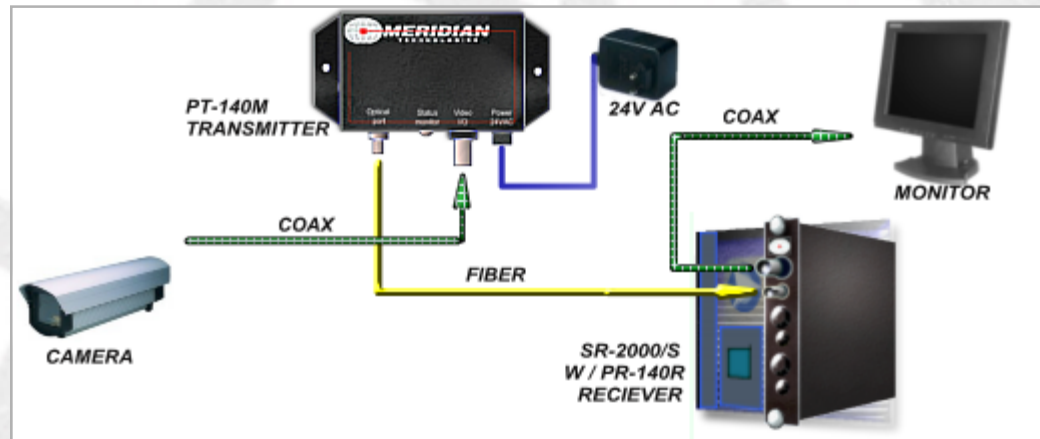 MERIDIAN
TECHNOLOGIES
PT-140M
TRANSMITTER
Optical
port
Status
monitor
Video
I/O
Power
24VAC
24V AC
COAX
MONITOR
COAX
FIBER
CAMERA
SR-2000/S
W / PR-140R
RECIEVER